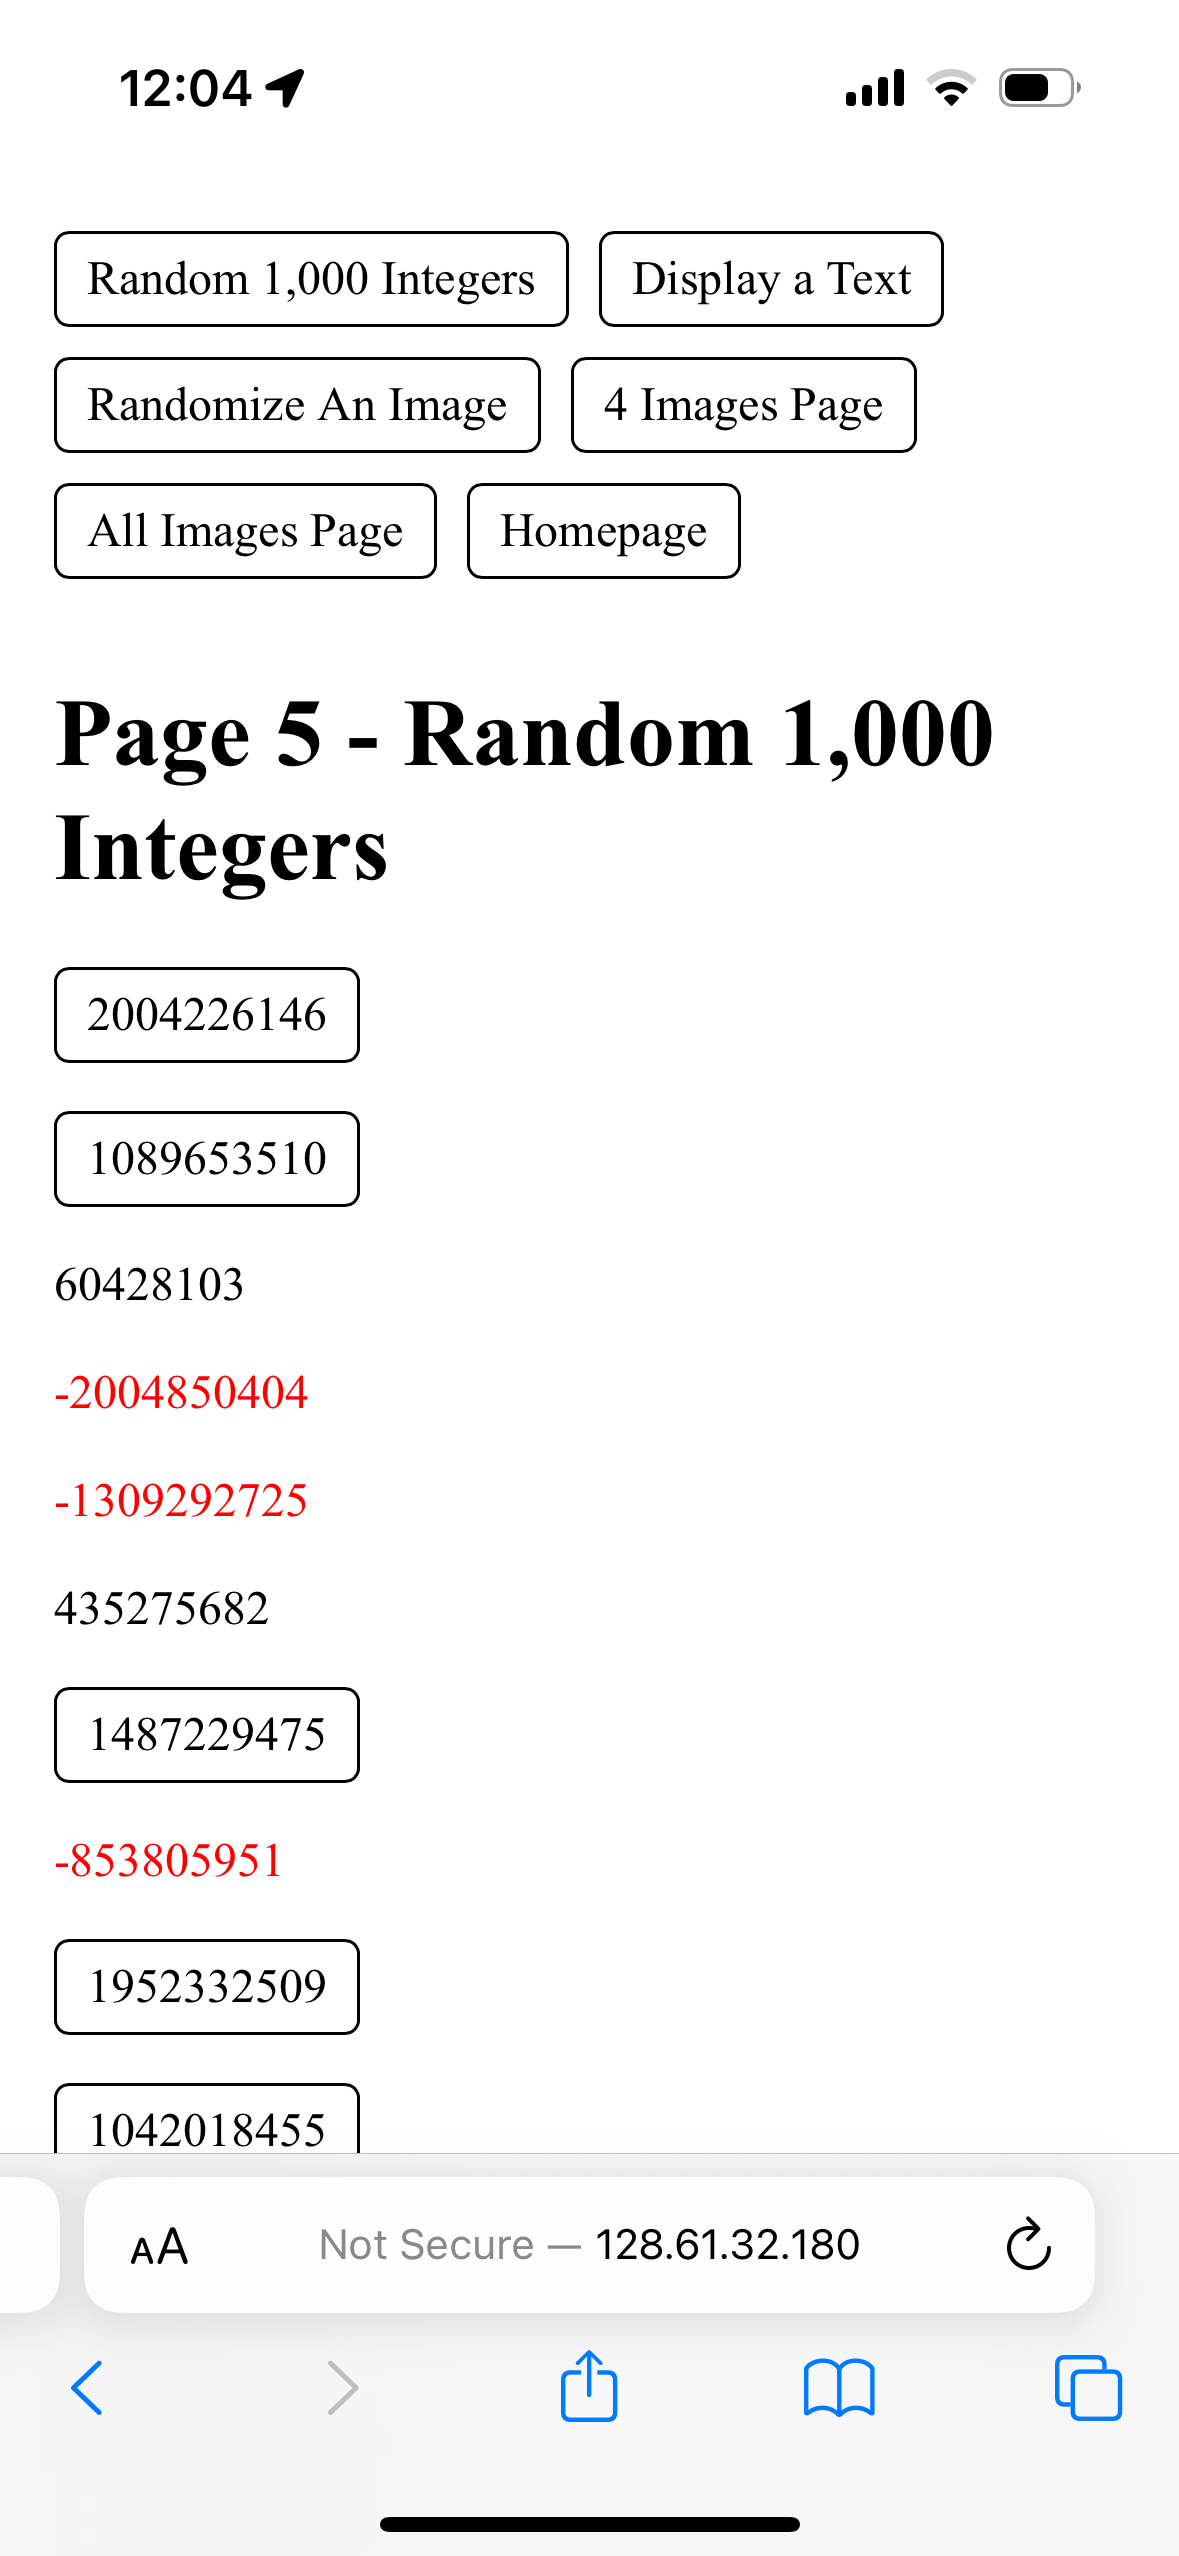 12:04
Random 1,000 Integers
Display a Text
Randomize An Image
4 Images Page
All Images Page
Homepage
Page 5 - Random 1,000
Integers
2004226146
1089653510
60428103
-2004850404
-1309292725
435275682
1487229475
-853805951
1952332509
1042018455
AA
Not Secure — 128.61.32.180